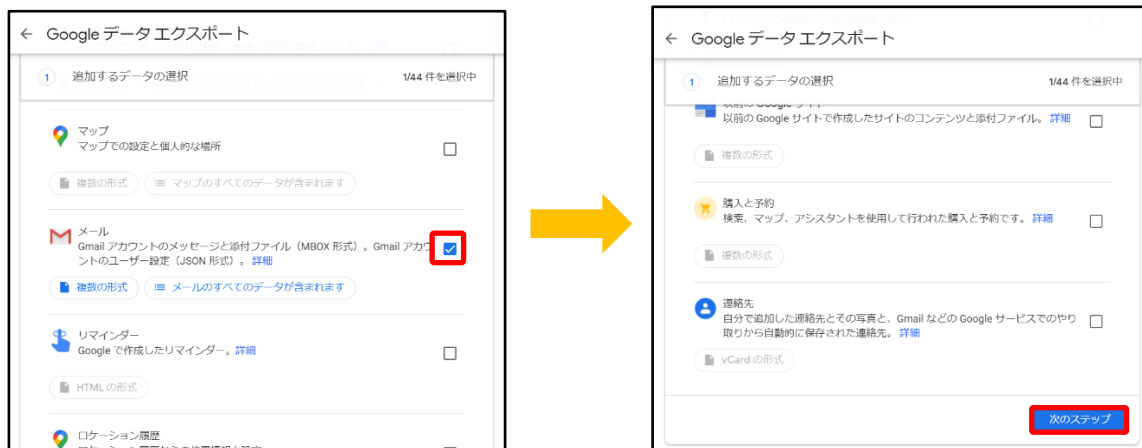 ← Google データ エクスポート
1 追加するデータの選択 1/44 件を選択中
マップ
マップでの設定と個人的な場所
複数の形式 マップのすべてのデータが含まれます
メール
Gmail アカウントのメッセージと添付ファイル（MBOX 形式）。Gmail アカウ
ントのユーザー設定（JSON 形式）。 詳細
複数の形式 メールのすべてのデータが含まれます
リマインダー
Google で作成したリマインダー。詳細
HTML の形式
ロケーション履歴
← Google データ エクスポート
1 追加するデータの選択 1/44 件を選択中
以前の Google サイト
以前の Google サイトで作成したサイトのコンテンツと添付ファイル。 詳細
複数の形式
購入と予約
検索、マップ、アシスタントを使用して行われた購入と予約です。 詳細
複数の形式
連絡先
自分で追加した連絡先とその写真と、Gmail などの Google サービスでのやり
取りから自動的に保存された連絡先。 詳細
vCard の形式
次のステップ